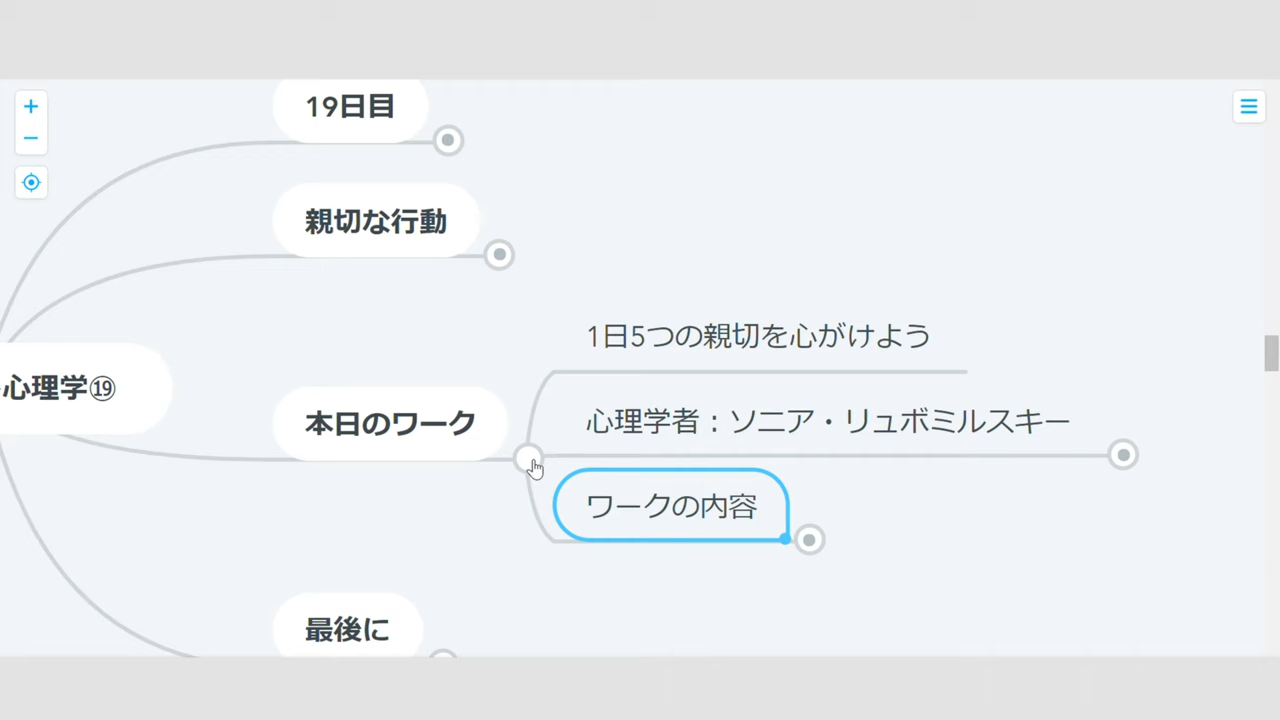 19日目
親切な行動
心理学⑲
本日のワーク
1日5つの親切を心がけよう
心理学者：ソニア・リュボミルスキー
ワークの内容
最後に